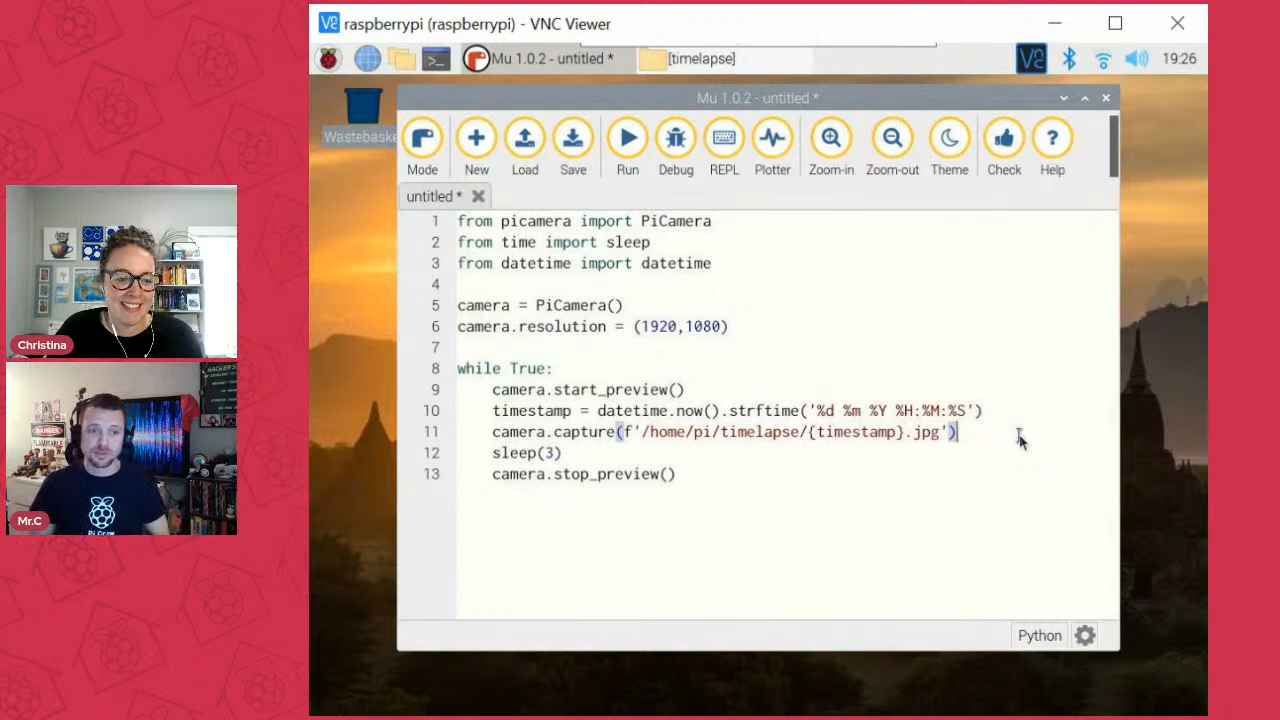 raspberrypi (raspberrypi) - VNC Viewer
Mu 1.0.2 - untitled *
[timelapse]
19:26
Wastebaske
Mu 1.0.2 - untitled *
Mode
New
Load
Save
Run
Debug
REPL
Plotter
Zoom-in
Zoom-out
Theme
Check
Help
untitled *
1 from picamera import PiCamera
2 from time import sleep
3 from datetime import datetime
4
5 camera = PiCamera()
6 camera.resolution = (1920,1080)
7
8 while True:
9 camera.start_preview()
10 timestamp = datetime.now().strftime('%d %m %Y %H:%M:%S')
11 camera.capture(f'/home/pi/timelapse/{timestamp}.jpg')
12 sleep(3)
13 camera.stop_preview()
Python
Christina
DANGER
FLAMMABLE
Mr.C